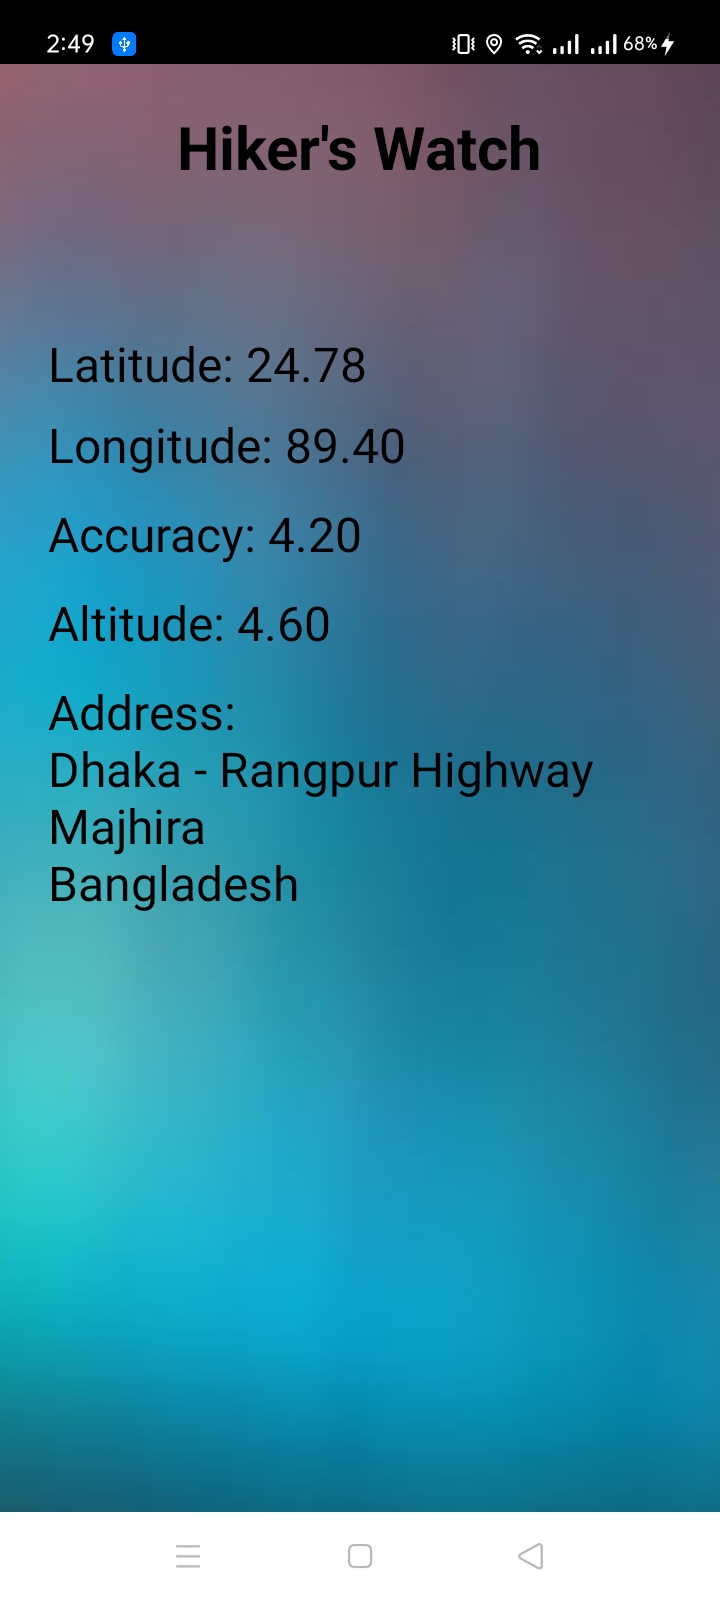 2:49
68%
Hiker's Watch
Latitude: 24.78
Longitude: 89.40
Accuracy: 4.20
Altitude: 4.60
Address:
Dhaka - Rangpur Highway
Majhira
Bangladesh